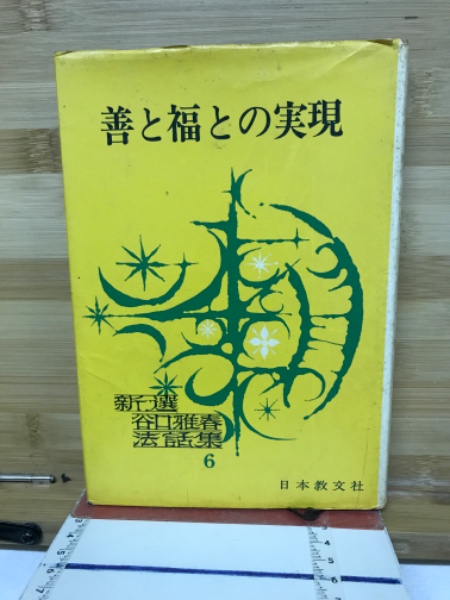 善と福との実現
新選
谷口雅春
法話集
6
日本教文社